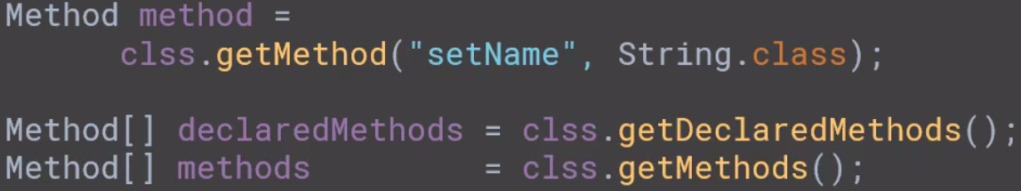 Method method =
clss.getMethod("setName", String.class);
Method[] declaredMethods = clss.getDeclaredMethods();
Method[] methods = clss.getMethods();